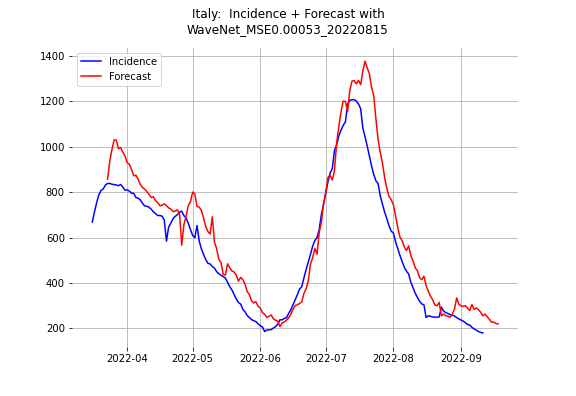 Italy:  Incidence + Forecast with
WaveNet_MSE0.00053_20220815
Incidence
Forecast
1400
1200
1000
800
600
400
200
2022-04 2022-05 2022-06 2022-07 2022-08 2022-09